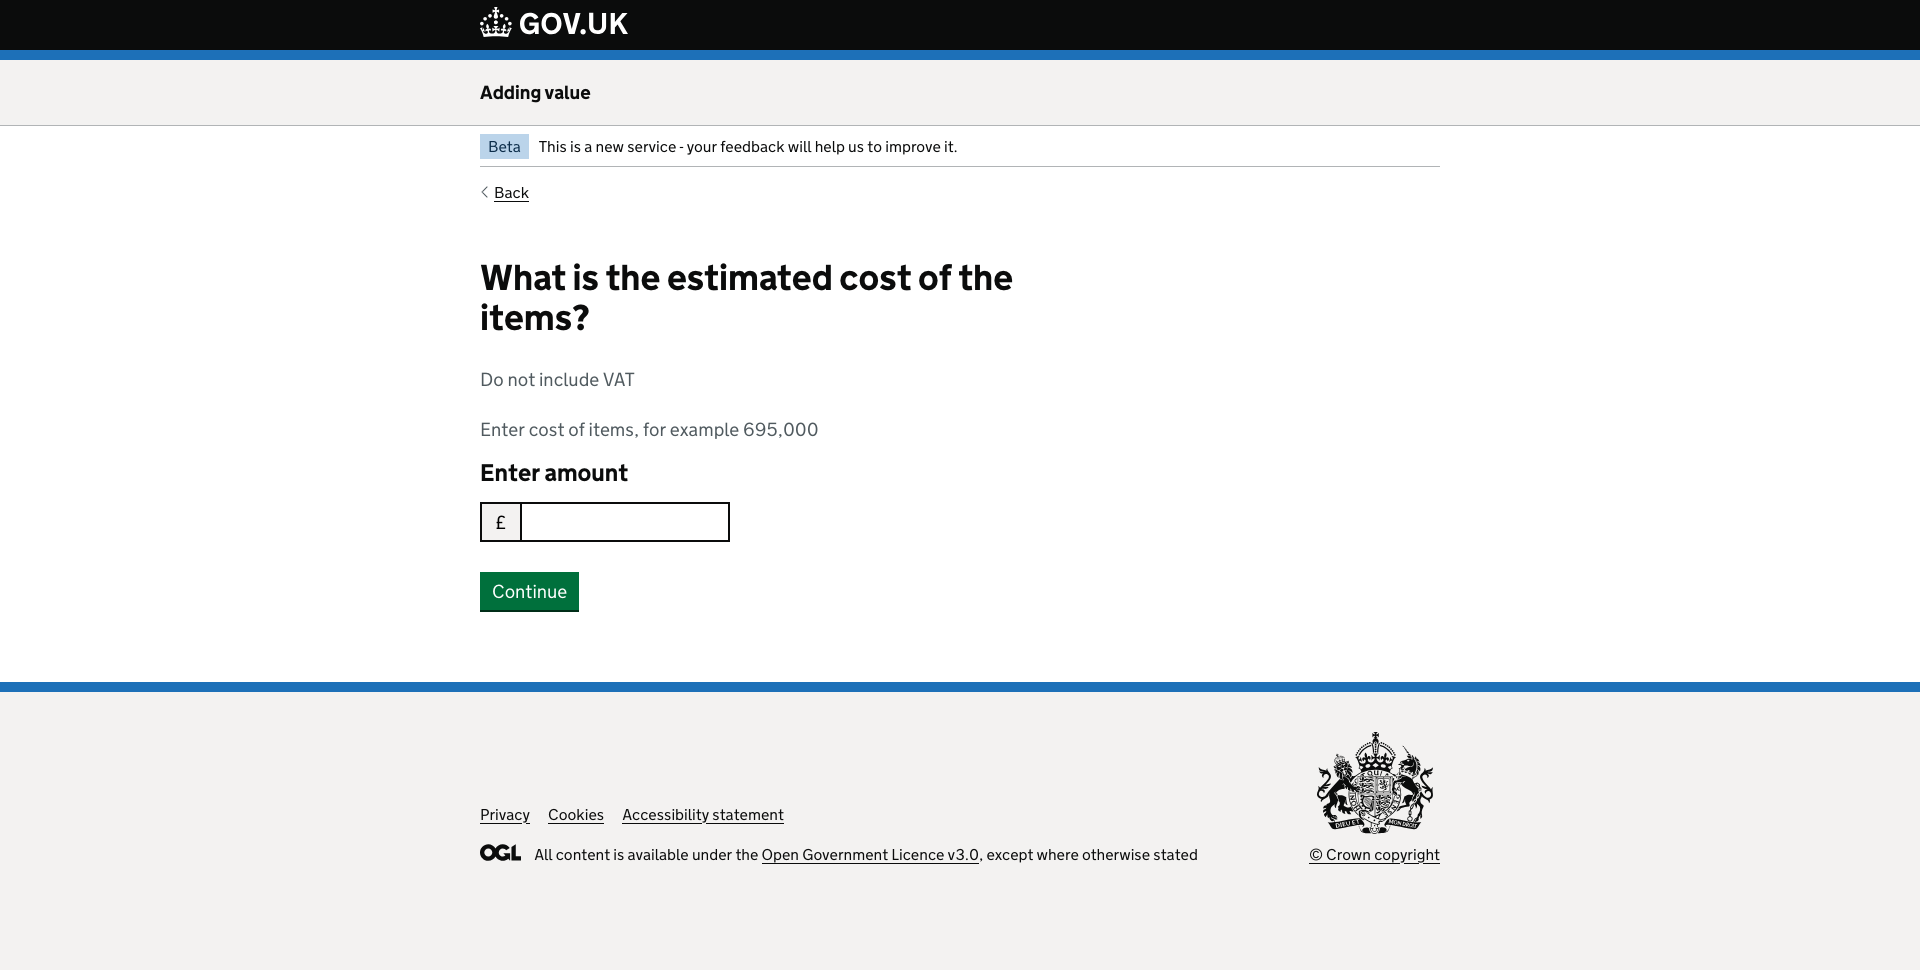 GOV.UK
Adding value
Beta This is a new service - your feedback will help us to improve it.
Back
What is the estimated cost of the
items?
Do not include VAT
Enter cost of items, for example 695,000
Enter amount
£
Continue
Privacy Cookies Accessibility statement
OGL All content is available under the Open Government Licence v3.0, except where otherwise stated
© Crown copyright